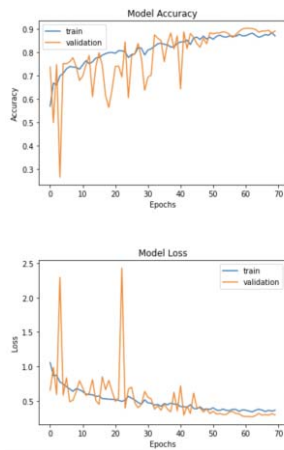 Model Accuracy
train
validation
0.9
0.8
0.7
0.6
0.5
0.4
0.3
Accuracy
0 10 20 30 40 50 60 70
Epochs
Model Loss
train
validation
2.5
2.0
1.5
1.0
0.5
Loss
0 10 20 30 40 50 60 70
Epochs